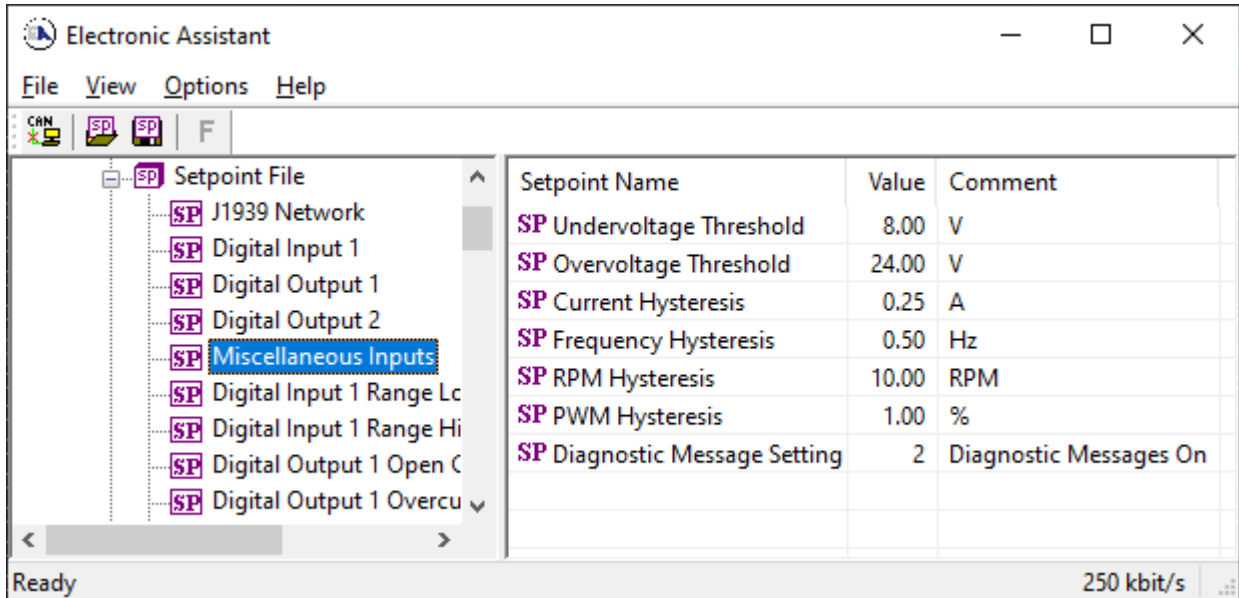 Electronic Assistant
File View Options Help
CAN SP SP F
SP Setpoint File
SP J1939 Network
SP Digital Input 1
SP Digital Output 1
SP Digital Output 2
SP Miscellaneous Inputs
SP Digital Input 1 Range Lo
SP Digital Input 1 Range Hi
SP Digital Output 1 Open C
SP Digital Output 1 Overcu
Setpoint Name Value Comment
SP Undervoltage Threshold 8.00 V
SP Overvoltage Threshold 24.00 V
SP Current Hysteresis 0.25 A
SP Frequency Hysteresis 0.50 Hz
SP RPM Hysteresis 10.00 RPM
SP PWM Hysteresis 1.00 %
SP Diagnostic Message Setting 2 Diagnostic Messages On
Ready 250 kbit/s